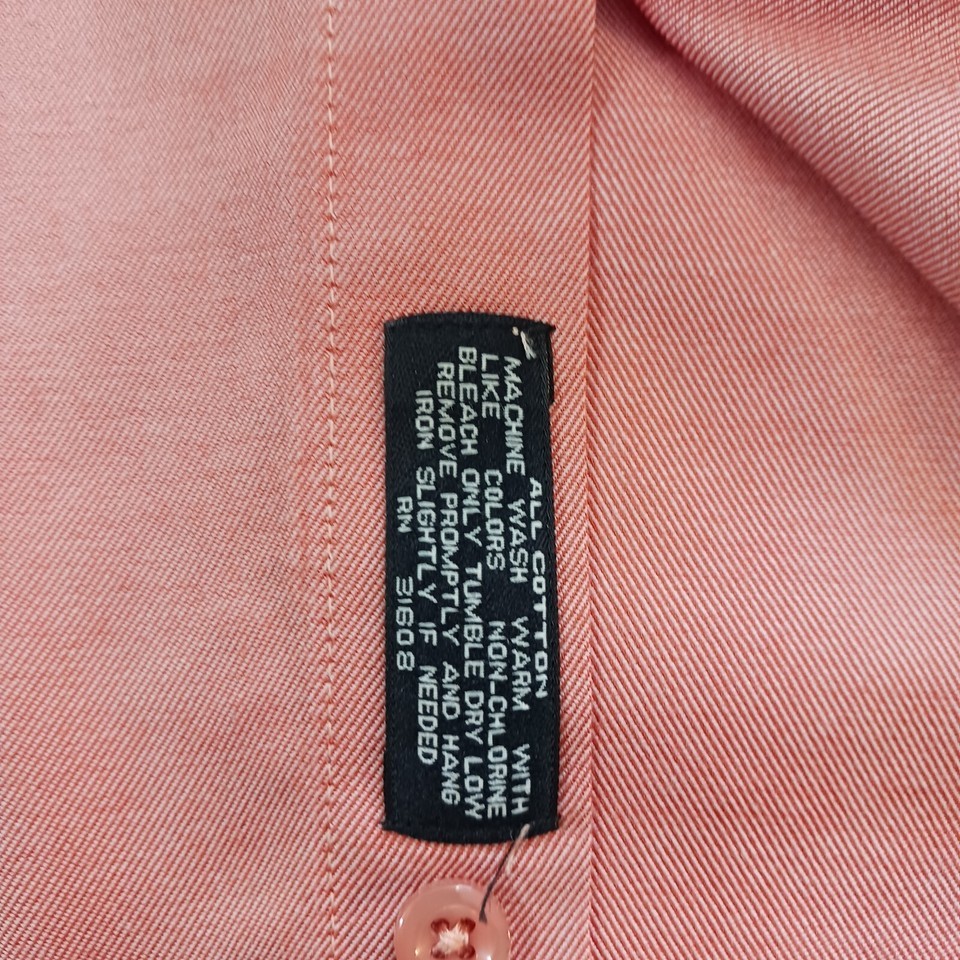 ALL COTTON
MACHINE WASH WARM WITH
LIKE COLORS NON-CHLORINE
BLEACH ONLY TUMBLE DRY LOW
REMOVE PROMPTLY AND HANG
IRON SLIGHTLY IF NEEDED
RN 31608